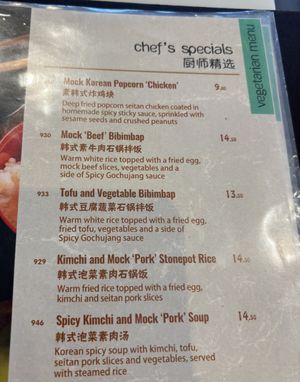 chef's specials
厨师精选
vegetarian menu
Mock Korean Popcorn 'Chicken' 9.80
素韩式炸鸡块
Deep fried popcorn seitan chicken coated in
homemade spicy sticky sauce, sprinkled with
sesame seeds and crushed peanuts
930 Mock 'Beef' Bibimbap 14.50
韩式素牛肉石锅拌饭
Warm white rice topped with a fried egg,
mock beef slices, vegetables and a
side of Spicy Gochujang sauce
933 Tofu and Vegetable Bibimbap 13.50
韩式豆腐蔬菜石锅拌饭
Warm white rice topped with a fried egg,
fried tofu, vegetables and a side of
Spicy Gochujang sauce
929 Kimchi and Mock 'Pork' Stonepot Rice 14.50
韩式泡菜素肉石锅饭
Warm white rice topped with a fried egg,
kimchi and seitan pork slices
946 Spicy Kimchi and Mock 'Pork' Soup 14.50
韩式泡菜素肉汤
Korean spicy soup with kimchi, tofu,
seitan pork slices and vegetables, served
with steamed rice